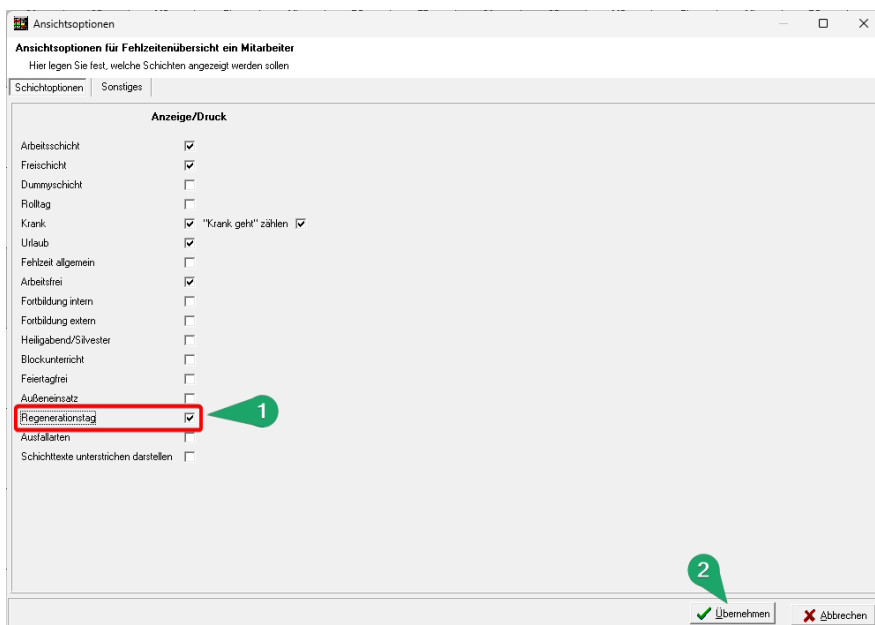 Ansichtsoptionen
Ansichtsoptionen für Fehlzeitenübersicht ein Mitarbeiter
Hier legen Sie fest, welche Schichten angezeigt werden sollen
Schichtoptionen Sonstiges
Anzeige/Druck
Arbeitsschicht
Freischicht
Dummyschicht
Rolltag
Krank "Krank geht" zählen
Urlaub
Fehlzeit allgemein
Arbeitsfrei
Fortbildung intern
Fortbildung extern
Heiligabend/Silvester
Blockunterricht
Feiertagfrei
Außeneinsatz
Regenerationstag 1
Ausfallarten
Schichttexte unterstrichen darstellen
2
Übernehmen Abbrechen